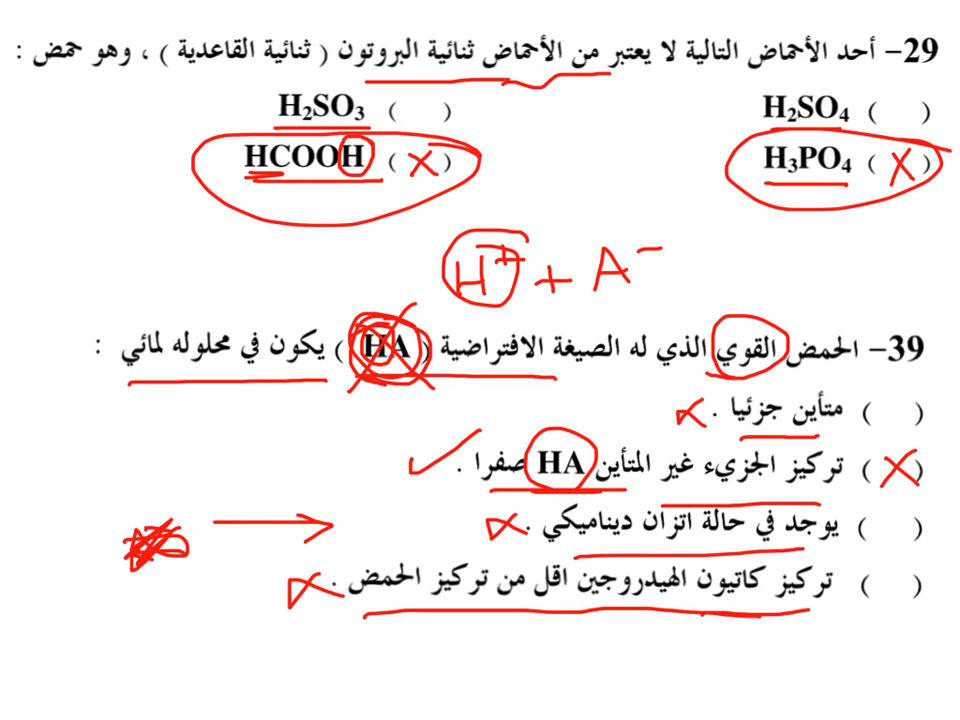 29– أحد الأحماض التالية لا يعتبر من الأحماض ثنائية البروتون ( ثنائية القاعدية ) ، وهو حمض :
( ) H₂SO₄ ( ) H₂SO₃
( X ) H₃PO₄ ( X ) HCOOH
H⁺ + A⁻
39– الحمض القوي الذي له الصيغة الافتراضية ( HA ) يكون في محلوله لمائي :
( ) متأين جزئيا .
( X ) تركيز الجزيء غير المتأين HA صفرا .
( ) يوجد في حالة اتزان ديناميكي .
( ) تركيز كاتيون الهيدروجين اقل من تركيز الحمض .